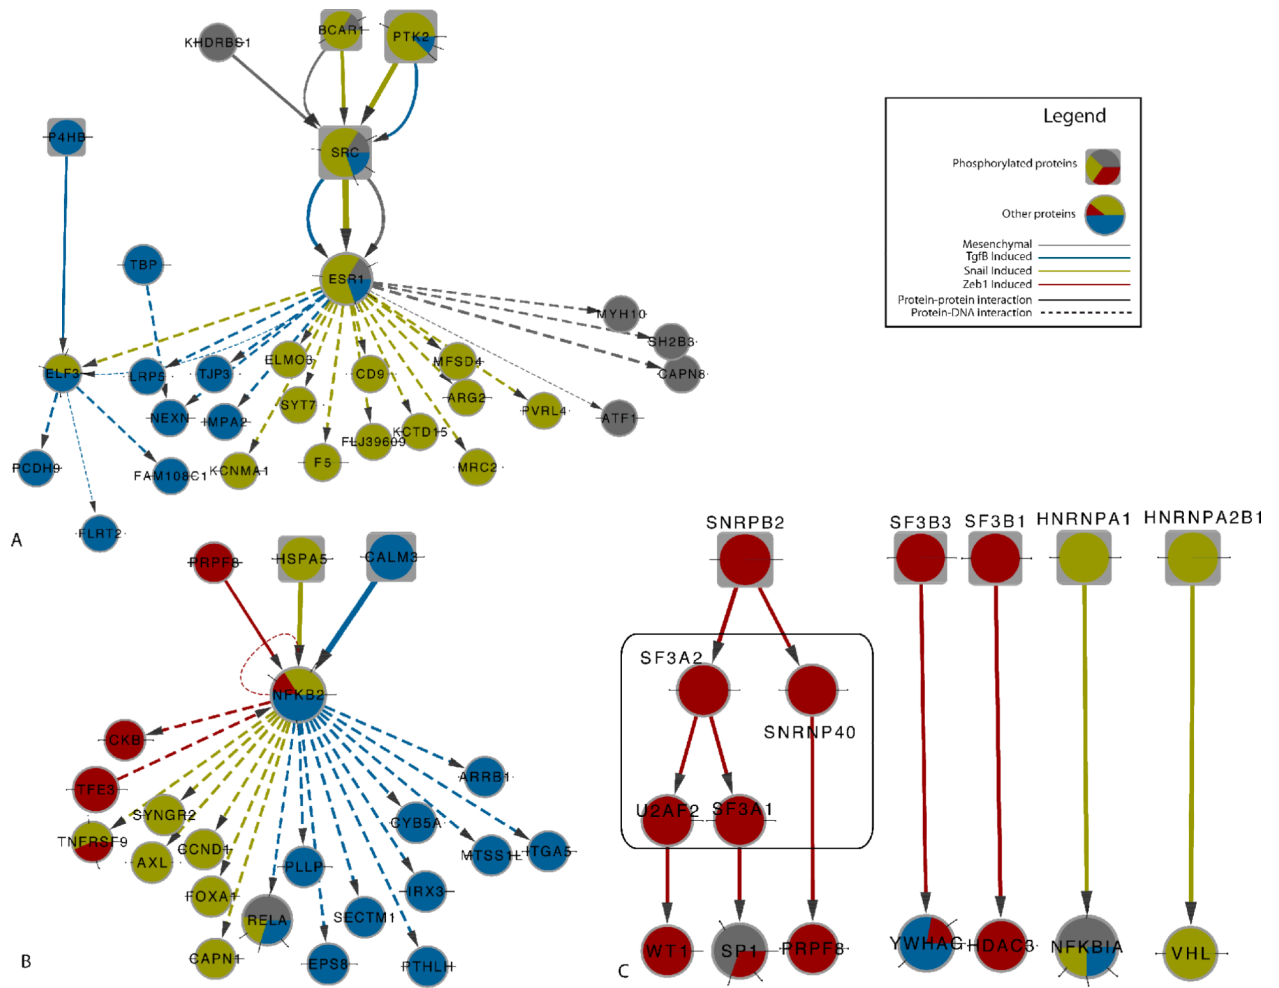 KHDRBS1
BCAR1
PTK2
P4HB
SRC
TBP
ESR1
MYH10
SH2B3
CAPN8
ELF3
LRP5
TJP3
ELMO3
CD9
MFSD4
ARG2
NEXN
IMPA2
SYT7
PVRL4
ATF1
KCTD15
FLJ39609
PCDH9
FAM108C1
KCNMA1
F5
MRC2
FLRT2
A
Legend
Phosphorylated proteins
Other proteins
Mesenchymal
TgfB Induced
Snail Induced
Zeb1 Induced
Protein-protein interaction
Protein-DNA interaction
PRPF8
HSPA5
CALM3
NFKB2
CKB
TFE3
ARRB1
SYNGR2
CYB5A
TNFRSF9
AXL
CCND1
PLLP
MTSS1L
ITGA5
FOXA1
IRX3
RELA
SECTM1
CAPN1
EPS8
PTHLH
B
SNRPB2
SF3B3
SF3B1
HNRNPA1
HNRNPA2B1
SF3A2
SNRNP40
U2AF2
SF3A1
WT1
SP1
PRPF8
YWHAG
HDAC3
NFKBIA
VHL
C